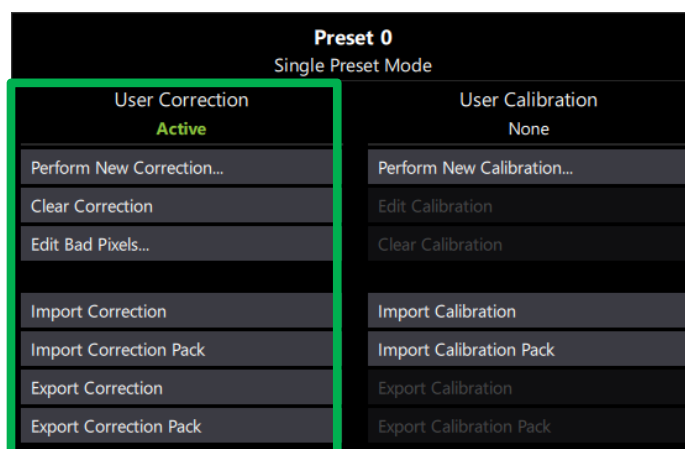 Preset 0
Single Preset Mode
User Correction
Active
Perform New Correction...
Clear Correction
Edit Bad Pixels...
Import Correction
Import Correction Pack
Export Correction
Export Correction Pack
User Calibration
None
Perform New Calibration...
Edit Calibration
Clear Calibration
Import Calibration
Import Calibration Pack
Export Calibration
Export Calibration Pack